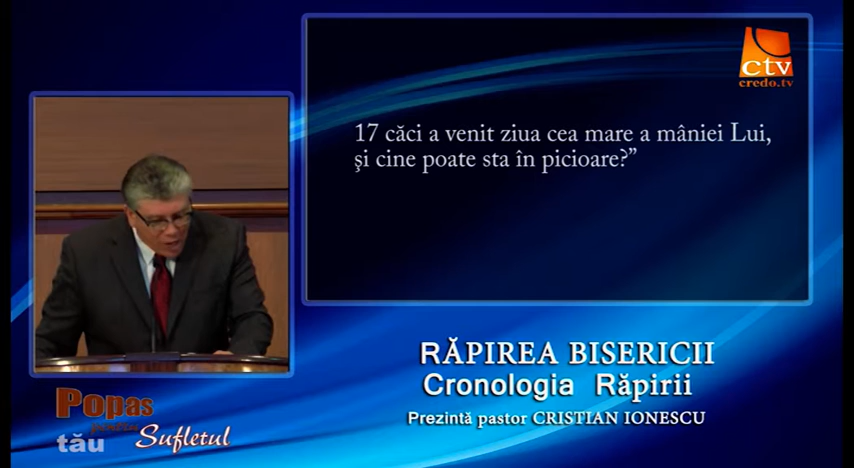 ctv
credo.tv
17 căci a venit ziua cea mare a mâniei Lui,
şi cine poate sta în picioare?”
RĂPIREA BISERICII
Cronologia Răpirii
Prezintă pastor CRISTIAN IONESCU
Popas
pentru
tău Sufletul